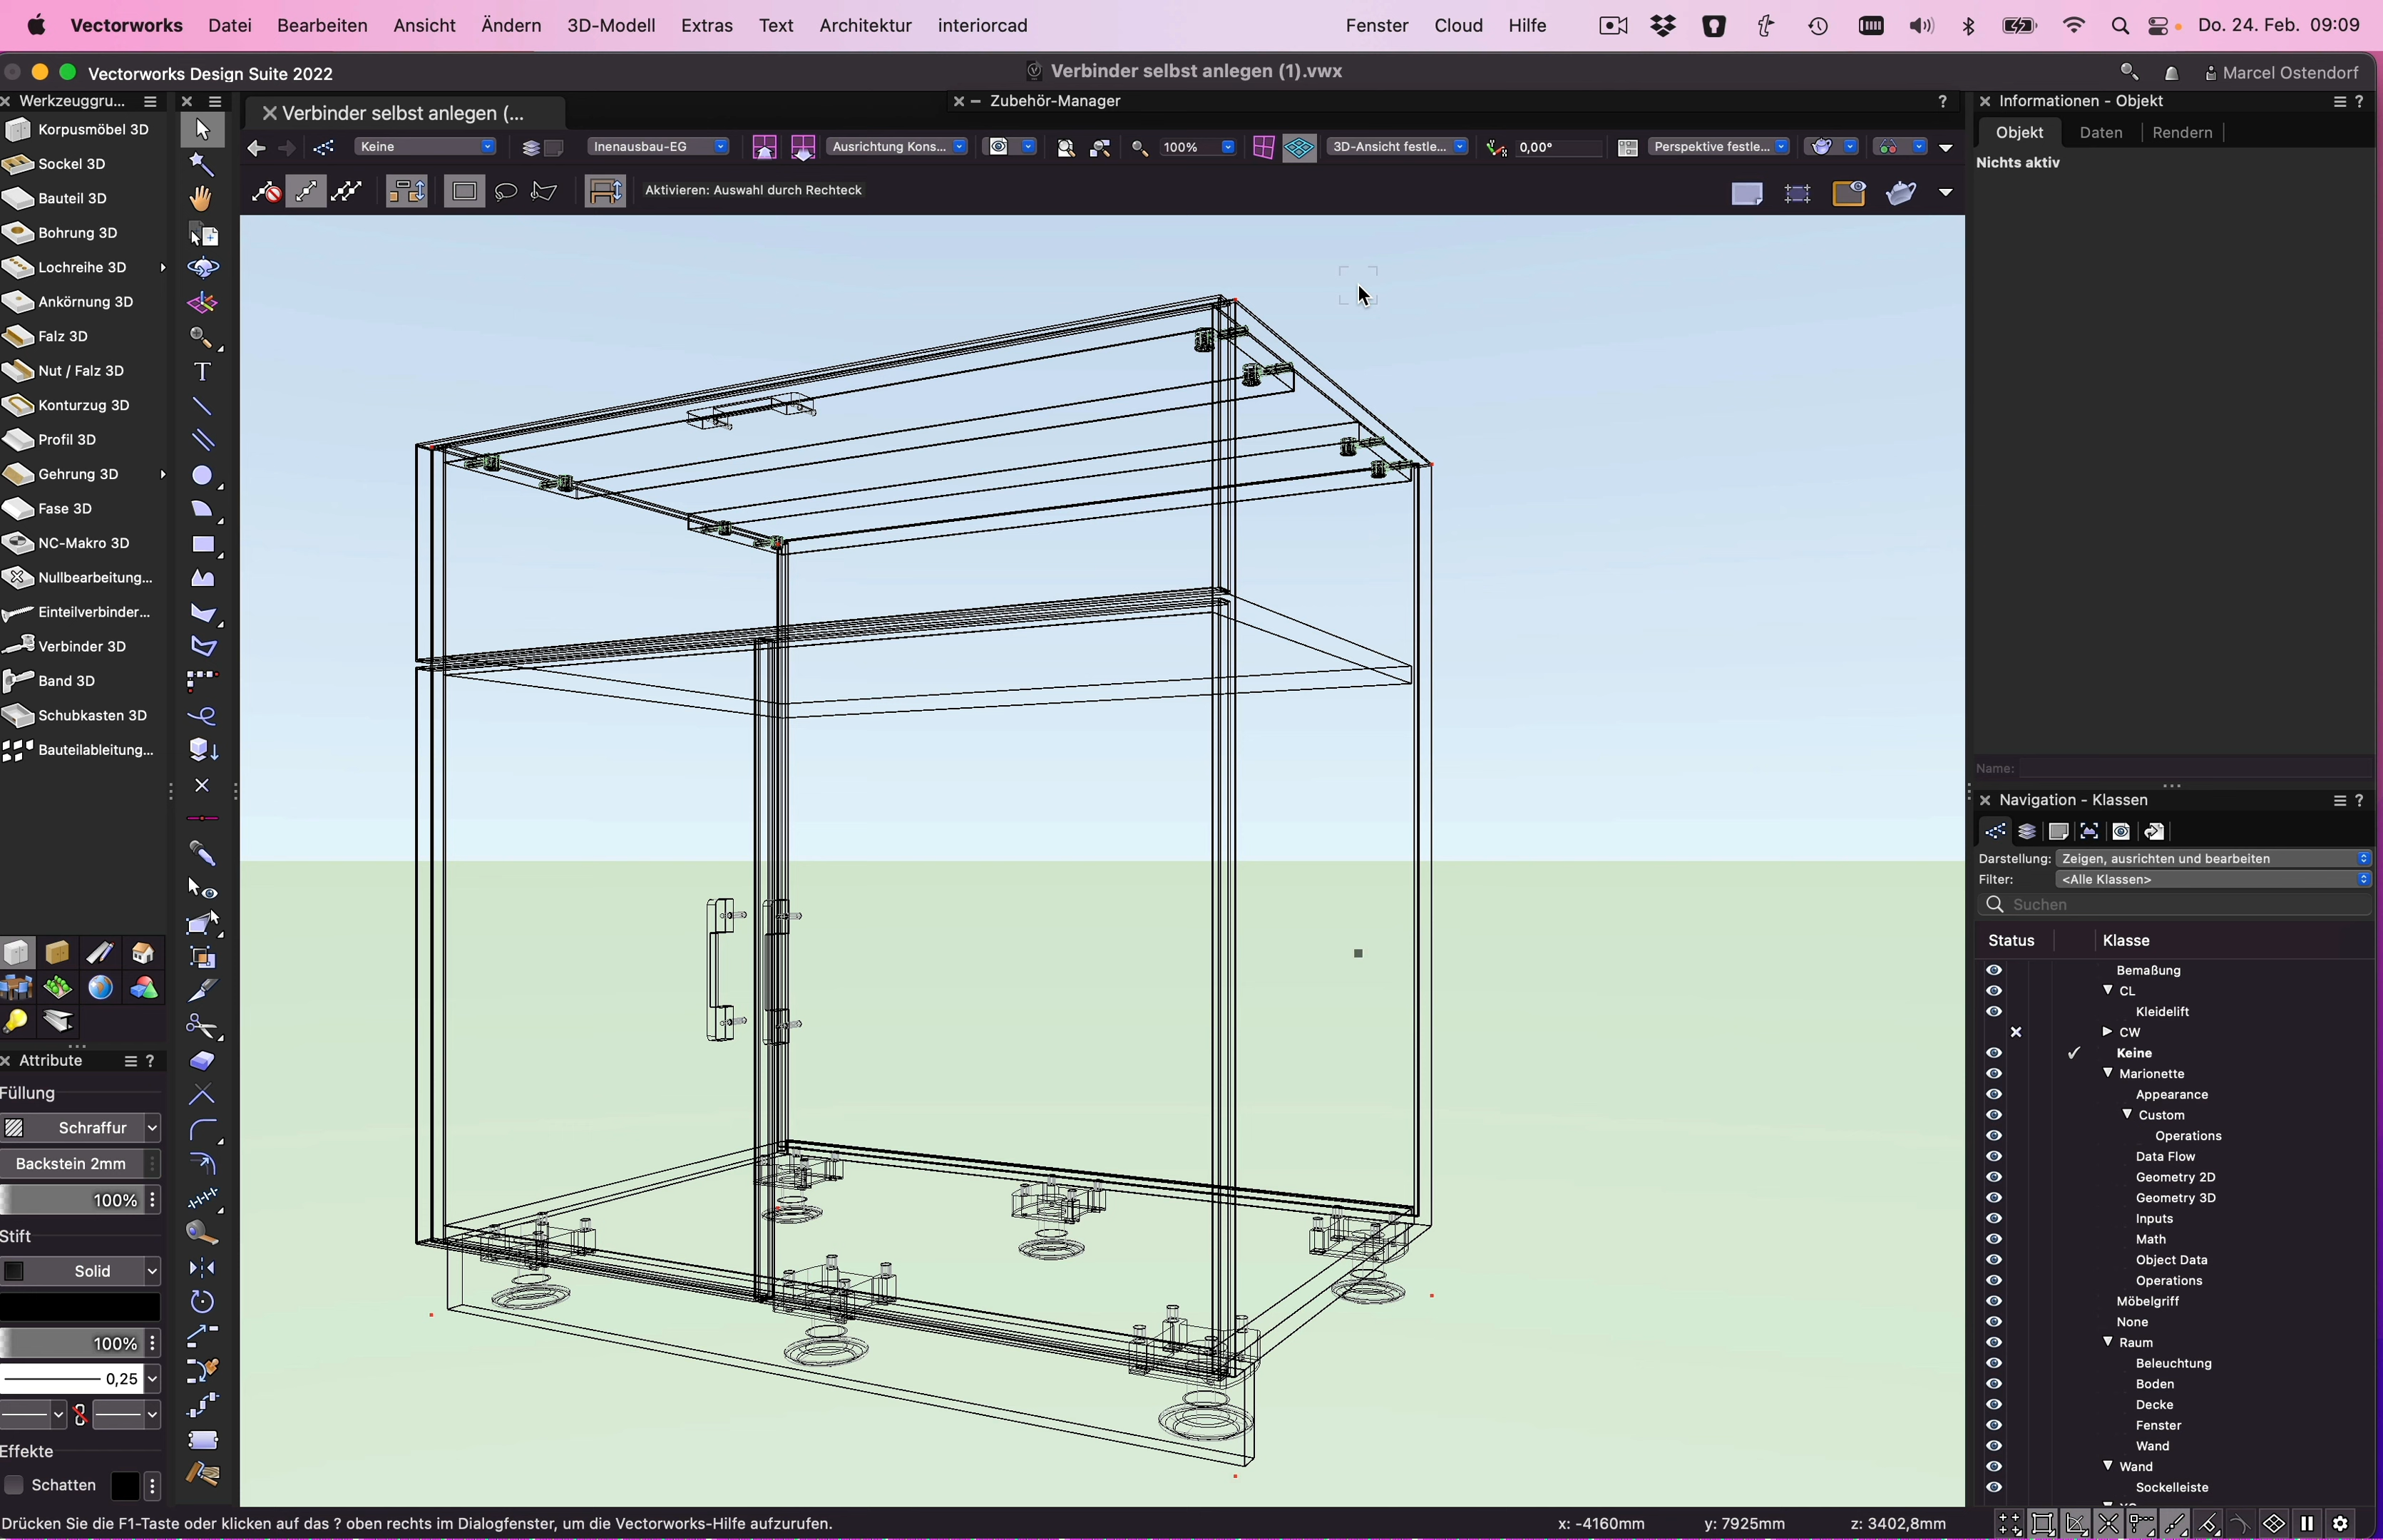 Vectorworks Datei Bearbeiten Ansicht Ändern 3D-Modell Extras Text Architektur interiorcad Fenster Cloud Hilfe Do. 24. Feb. 09:09
Vectorworks Design Suite 2022 Verbinder selbst anlegen (1).vwx Marcel Ostendorf
Werkzeuggru...
Verbinder selbst anlegen (...
Zubehör-Manager ?
Keine Inenausbau-EG Ausrichtung Kons... 100% 3D-Ansicht festle... 0,00° Perspektive festle...
Aktivieren: Auswahl durch Rechteck
Korpusmöbel 3D
Sockel 3D
Bauteil 3D
Bohrung 3D
Lochreihe 3D
Ankörnung 3D
Falz 3D
Nut / Falz 3D
Konturzug 3D
Profil 3D
Gehrung 3D
Fase 3D
NC-Makro 3D
Nullbearbeitung...
Einteilverbinder...
Verbinder 3D
Band 3D
Schubkasten 3D
Bauteilableitung...
Attribute ?
Füllung
Schraffur
Backstein 2mm
100%
Stift
Solid
100%
0,25
Effekte
Schatten
Informationen - Objekt ?
Objekt Daten Rendern
Nichts aktiv
Name:
Navigation - Klassen ?
Darstellung: Zeigen, ausrichten und bearbeiten
Filter: <Alle Klassen>
Suchen
Status Klasse
Bemaßung
CL
Kleidelift
CW
Keine
Marionette
Appearance
Custom
Operations
Data Flow
Geometry 2D
Geometry 3D
Inputs
Math
Object Data
Operations
Möbelgriff
None
Raum
Beleuchtung
Boden
Decke
Fenster
Wand
Wand
Sockelleiste
Drücken Sie die F1-Taste oder klicken auf das ? oben rechts im Dialogfenster, um die Vectorworks-Hilfe aufzurufen. x: -4160mm y: 7925mm z: 3402,8mm